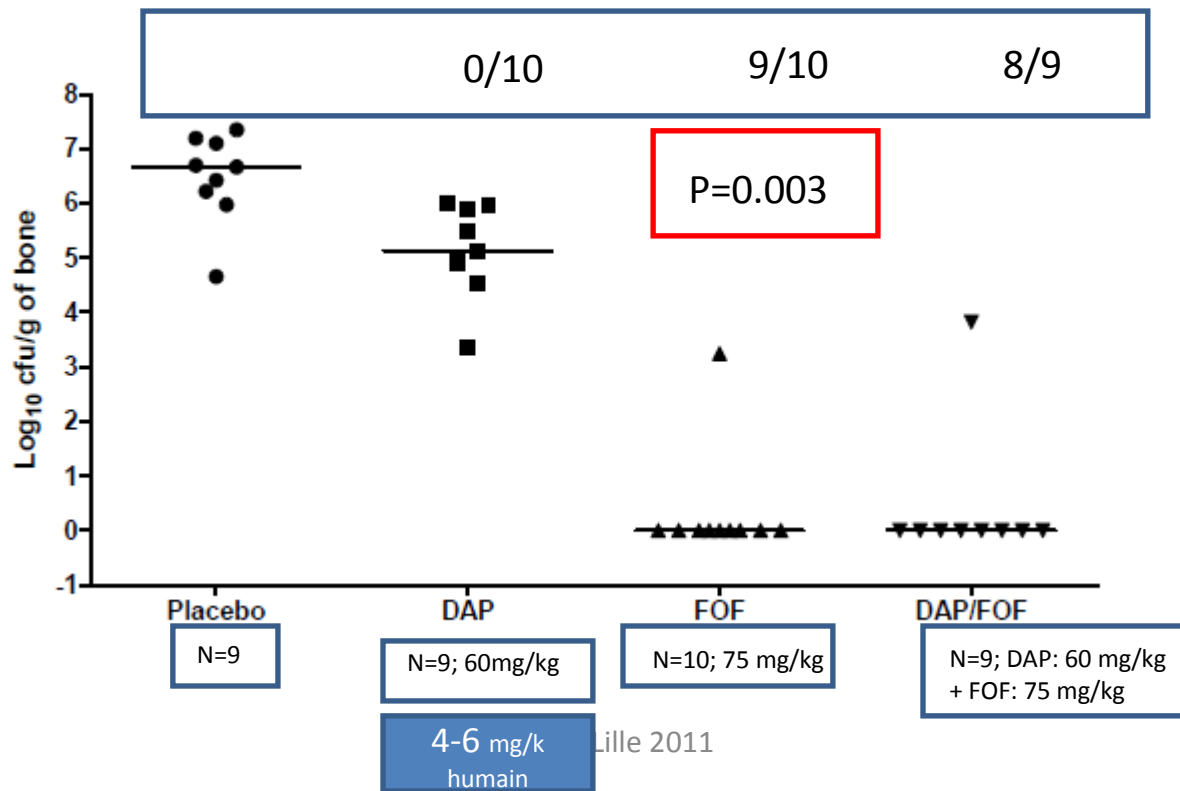 0/10 9/10 8/9
P=0.003
Log10 cfu/g of bone
8
7
6
5
4
3
2
1
0
-1
Placebo DAP FOF DAP/FOF
N=9
N=9; 60mg/kg
N=10; 75 mg/kg
N=9; DAP: 60 mg/kg
+ FOF: 75 mg/kg
4-6 mg/k
humain
Lille 2011